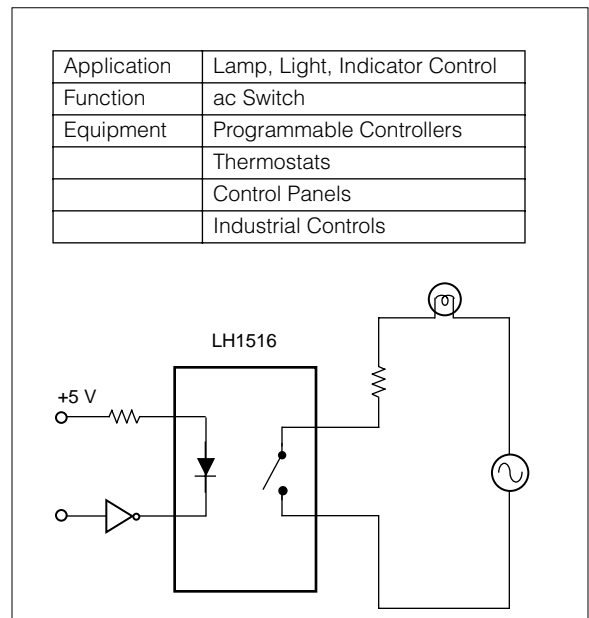 Application Lamp, Light, Indicator Control
Function ac Switch
Equipment Programmable Controllers
Thermostats
Control Panels
Industrial Controls
LH1516
+5 V